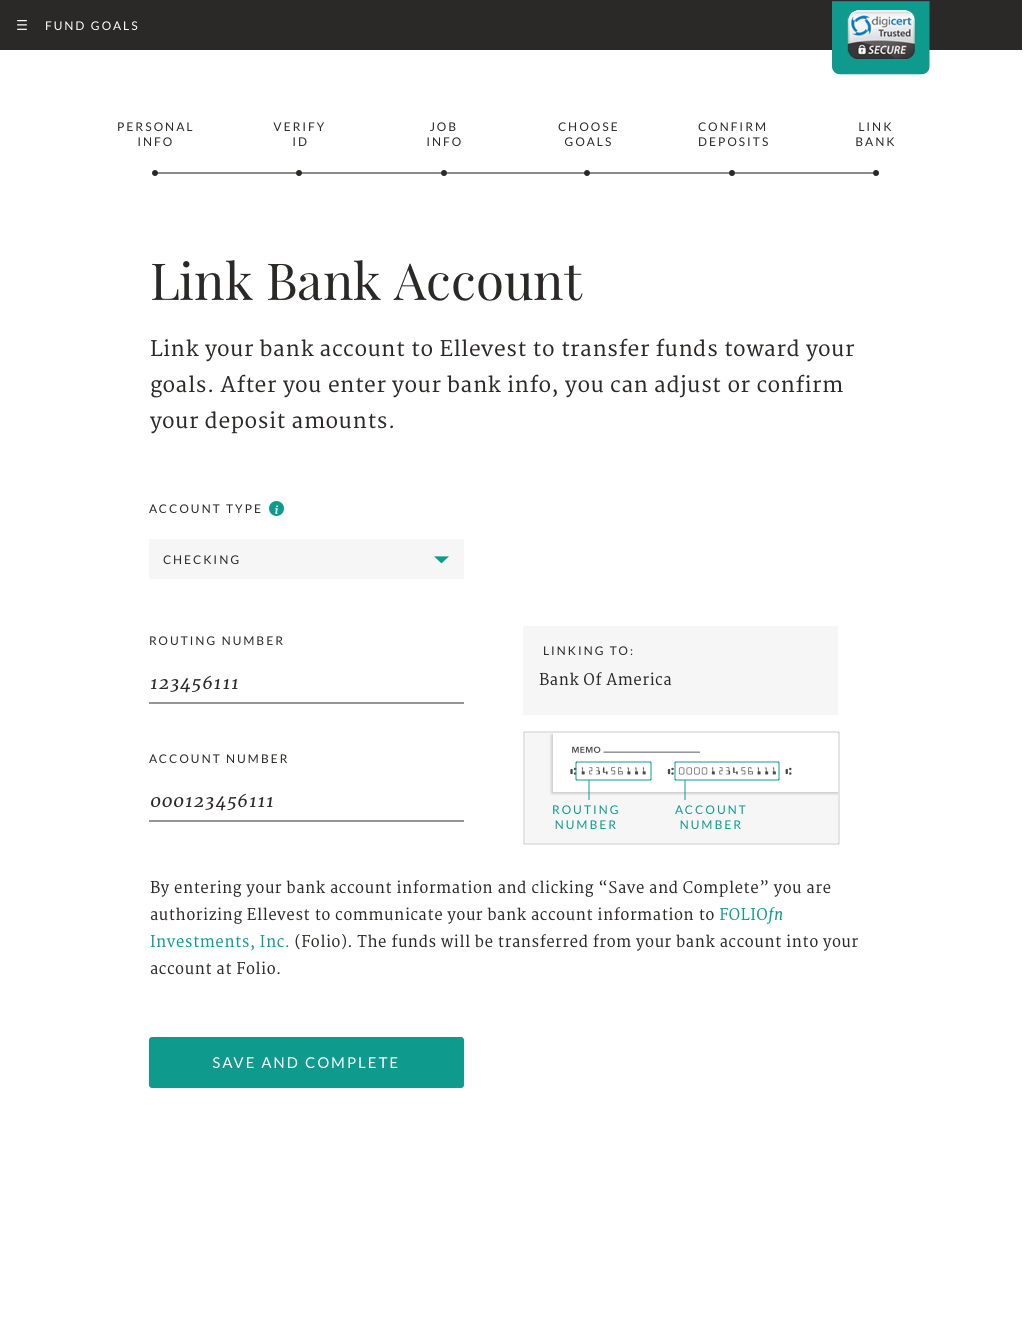 ☰ FUND GOALS
digicert
Trusted
SECURE
PERSONAL
INFO
VERIFY
ID
JOB
INFO
CHOOSE
GOALS
CONFIRM
DEPOSITS
LINK
BANK
Link Bank Account
Link your bank account to Ellevest to transfer funds toward your
goals. After you enter your bank info, you can adjust or confirm
your deposit amounts.
ACCOUNT TYPE i
CHECKING
ROUTING NUMBER
123456111
ACCOUNT NUMBER
000123456111
LINKING TO:
Bank Of America
MEMO
⑆123456111 ⑆0000123456111⑆
ROUTING
NUMBER
ACCOUNT
NUMBER
By entering your bank account information and clicking “Save and Complete” you are
authorizing Ellevest to communicate your bank account information to FOLIOfn
Investments, Inc. (Folio). The funds will be transferred from your bank account into your
account at Folio.
SAVE AND COMPLETE